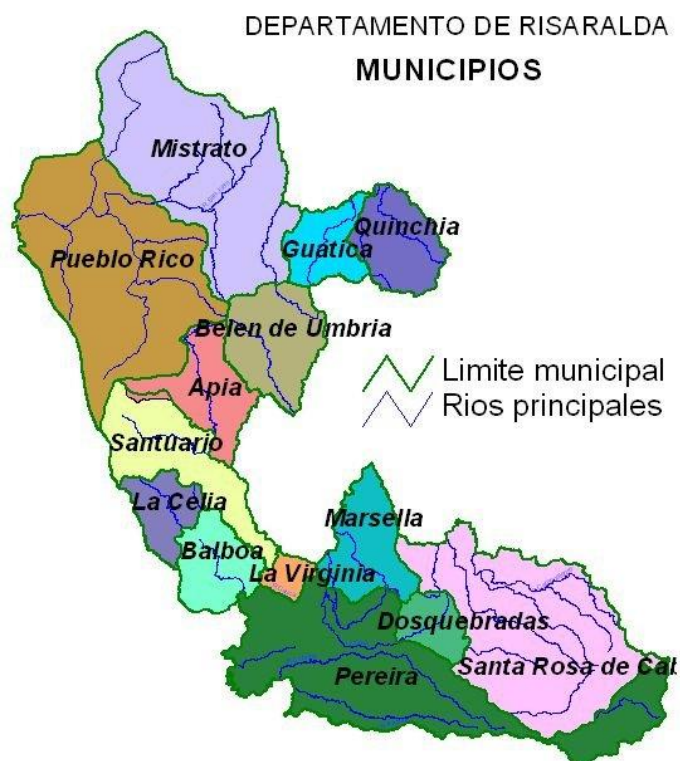 DEPARTAMENTO DE RISARALDA
MUNICIPIOS
Mistrato
Quinchia
Guatica
Pueblo Rico
Belen de Umbria
Limite municipal
Apia
Rios principales
Santuario
La Celia
Marsella
Balboa
La Virginia
Dosquebradas
Santa Rosa de Cab
Pereira